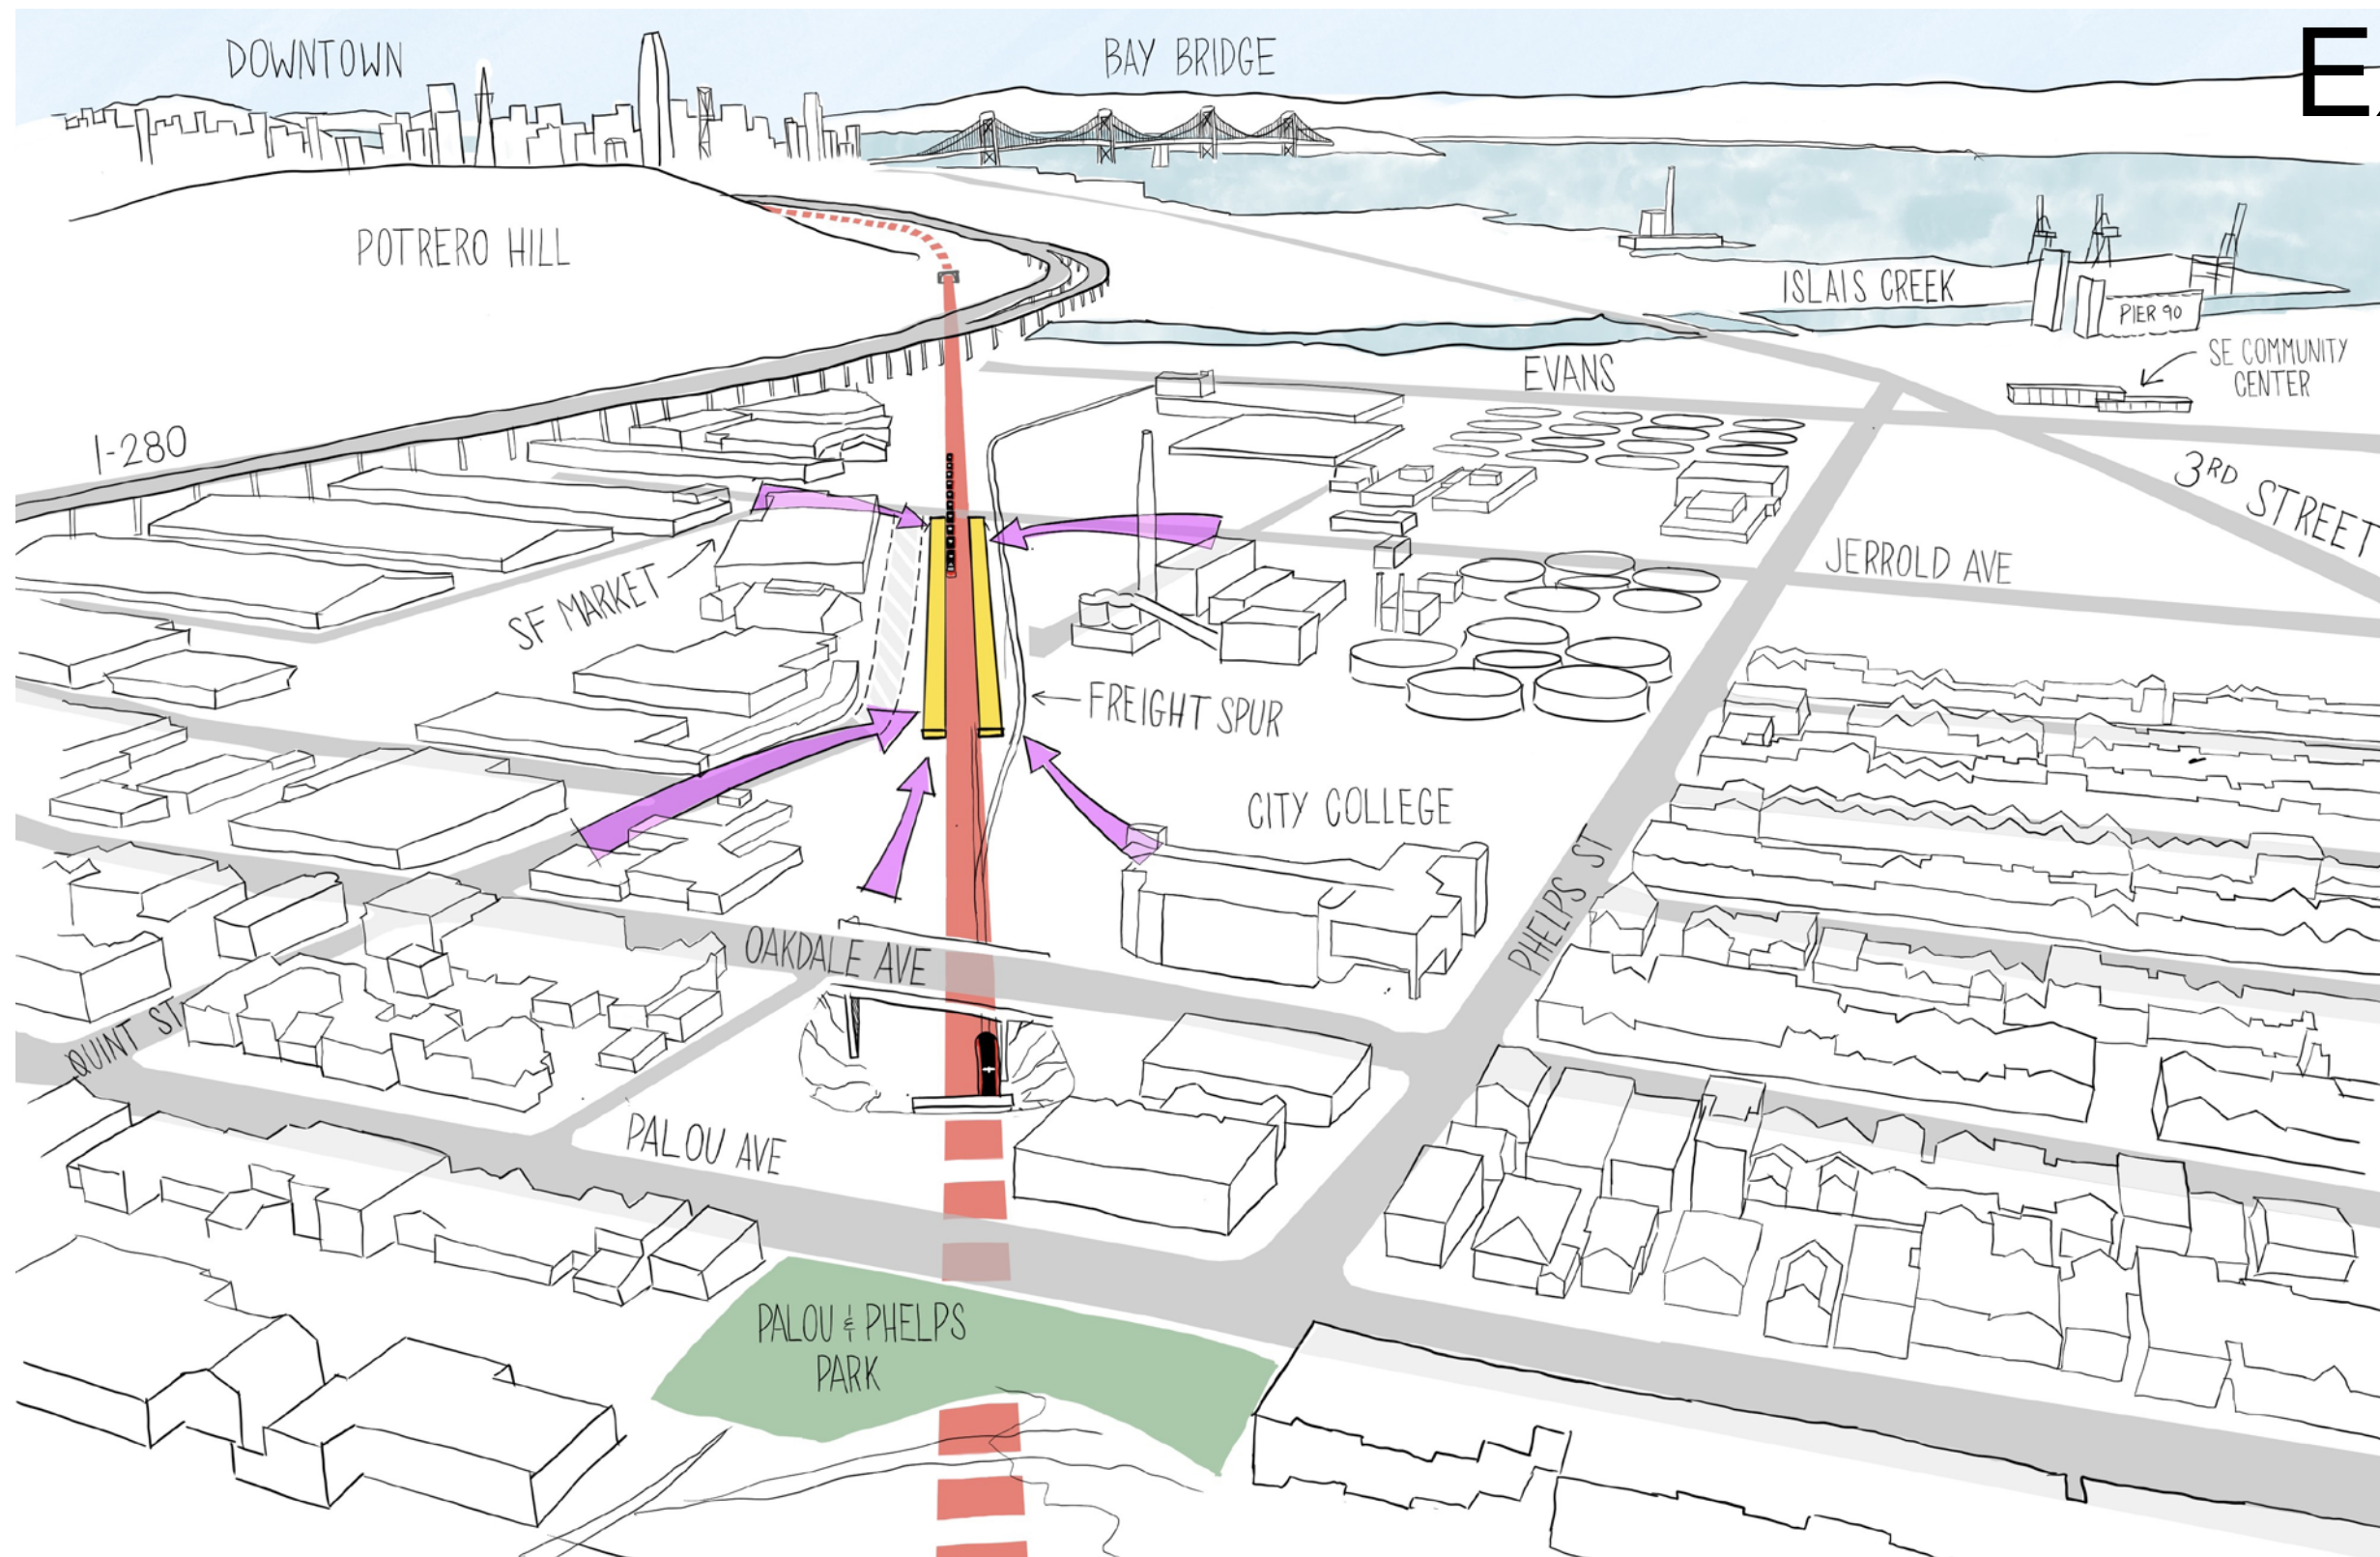 DOWNTOWN
BAY BRIDGE
POTRERO HILL
ISLAIS CREEK
PIER 90
SE COMMUNITY
CENTER
EVANS
I-280
3RD STREET
JERROLD AVE
SF MARKET
FREIGHT SPUR
CITY COLLEGE
PHELPS ST
OAKDALE AVE
QUINT ST
PALOU AVE
PALOU & PHELPS
PARK